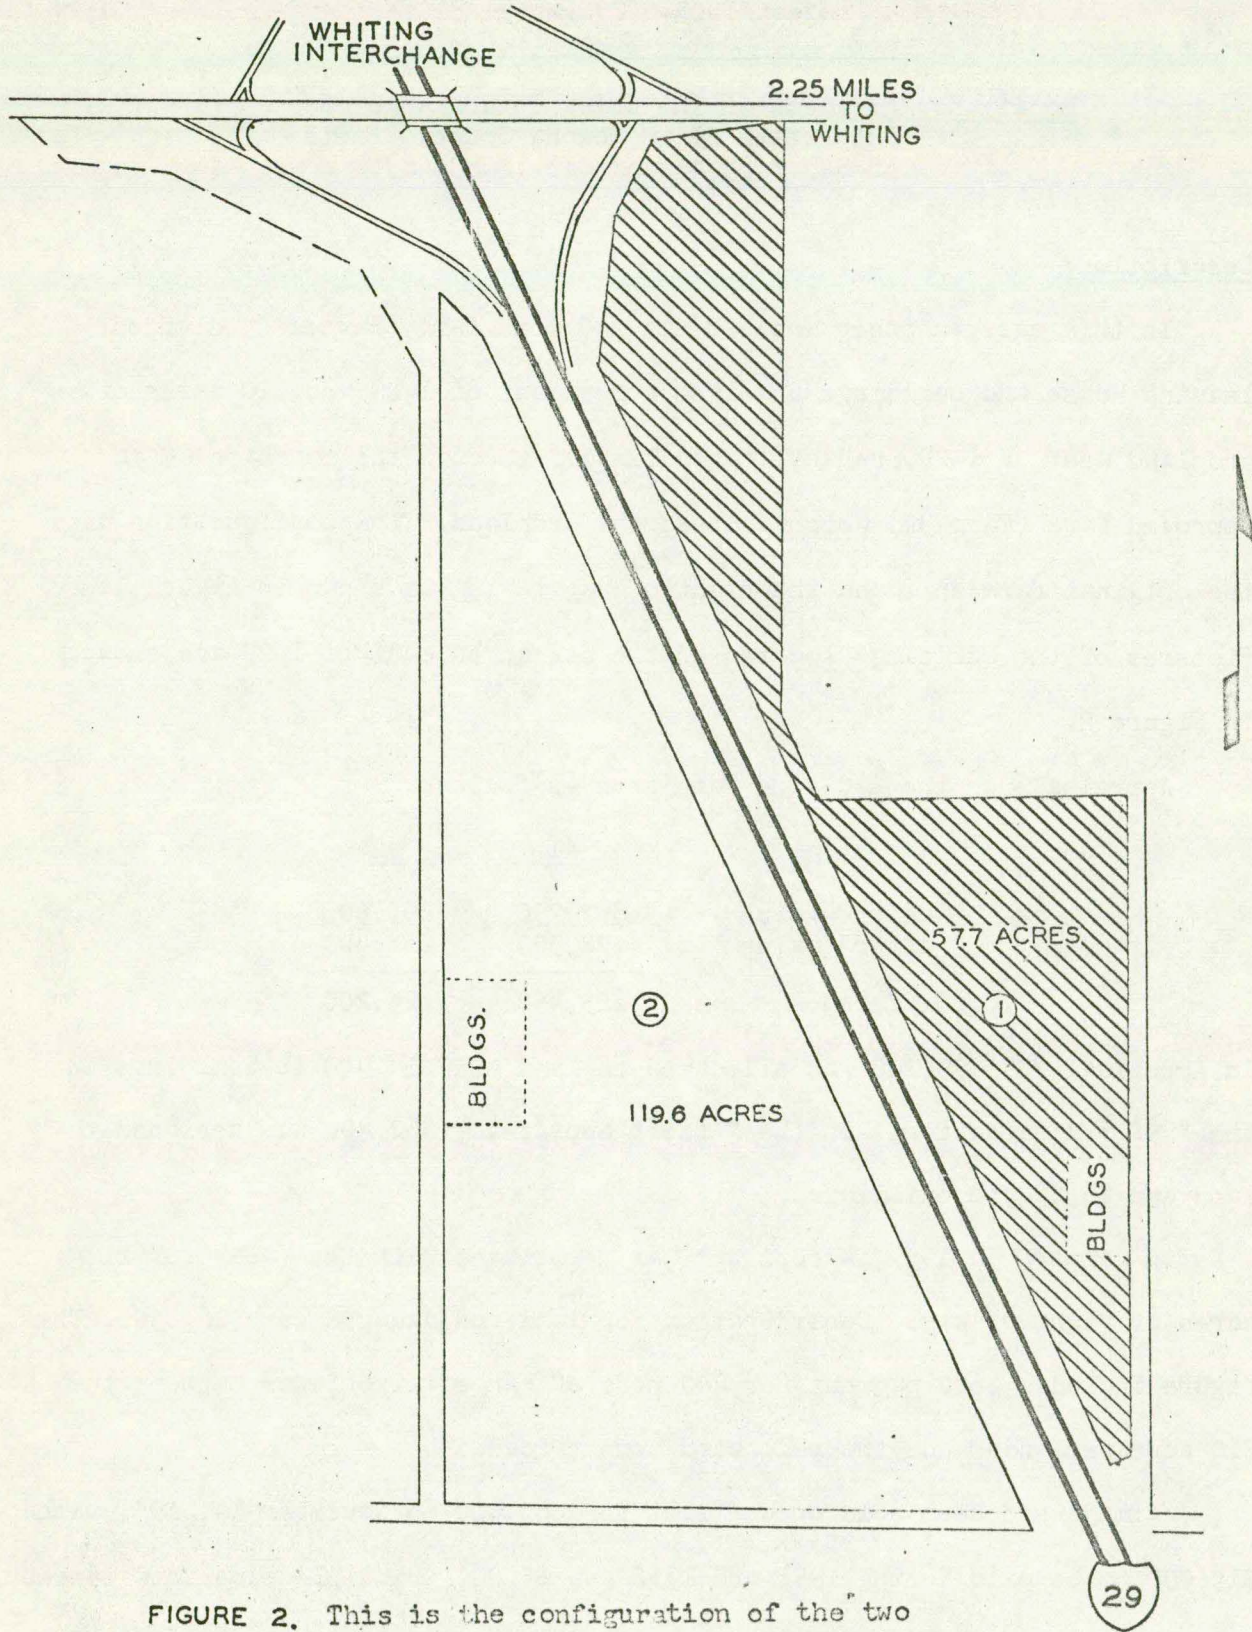 WHITING
INTERCHANGE
2.25 MILES
TO
WHITING
57.7 ACRES
1
2
BLDGS.
119.6 ACRES
BLDGS
29
FIGURE 2. This is the configuration of the two